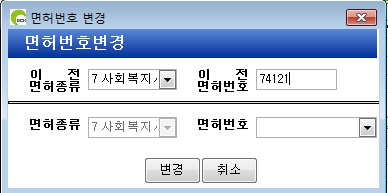 면허번호 변경
면허번호변경
이 전 면허종류 7 사회복지사 이 전 면허번호 74121
면허종류 7 사회복지사 면허번호
변경 취소